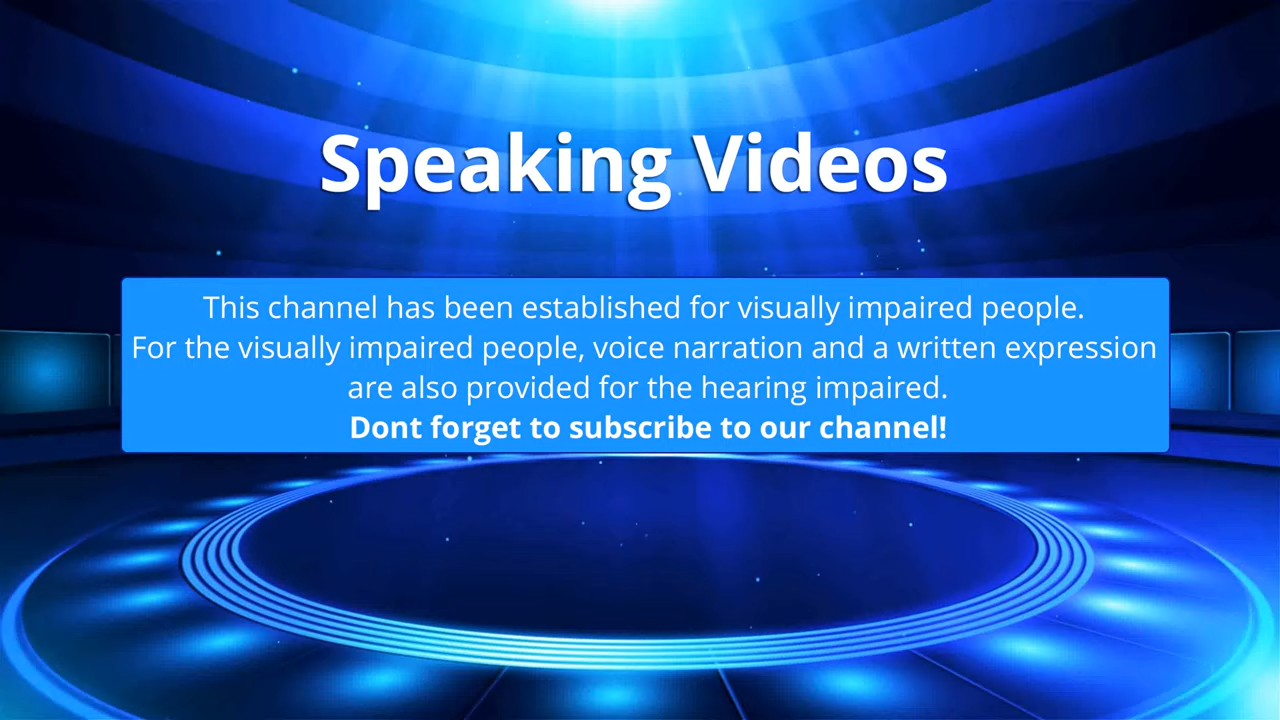 Speaking Videos
This channel has been established for visually impaired people.
For the visually impaired people, voice narration and a written expression
are also provided for the hearing impaired.
Dont forget to subscribe to our channel!